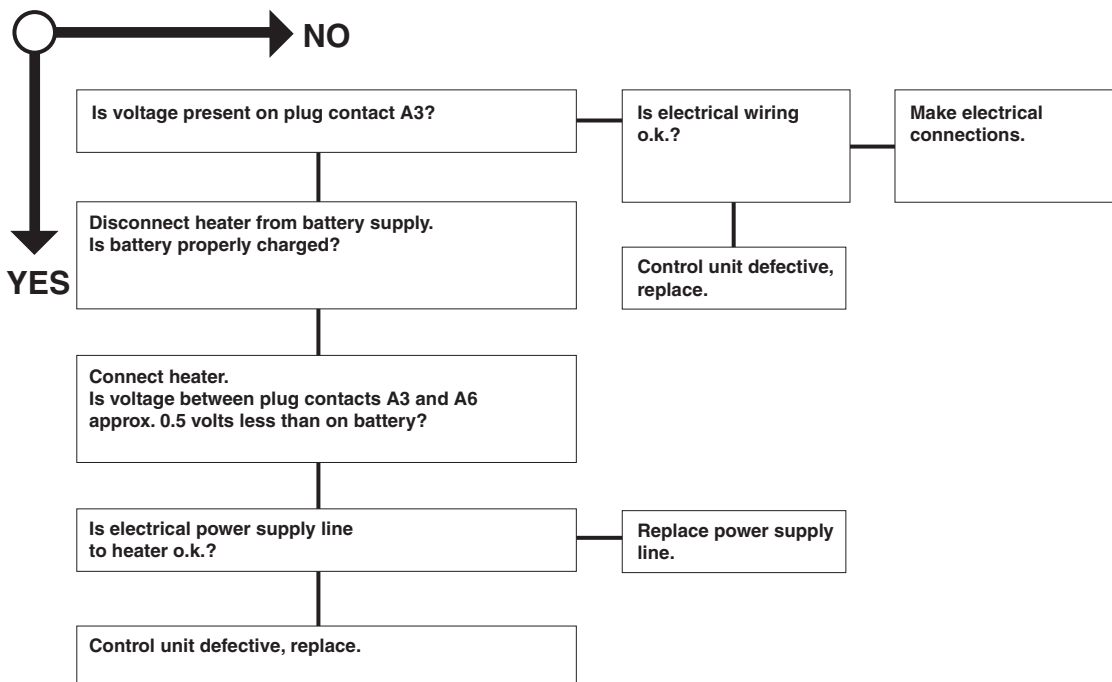 NO
YES
Is voltage present on plug contact A3?
Is electrical wiring
o.k.?
Make electrical
connections.
Disconnect heater from battery supply.
Is battery properly charged?
Control unit defective,
replace.
Connect heater.
Is voltage between plug contacts A3 and A6
approx. 0.5 volts less than on battery?
Is electrical power supply line
to heater o.k.?
Replace power supply
line.
Control unit defective, replace.